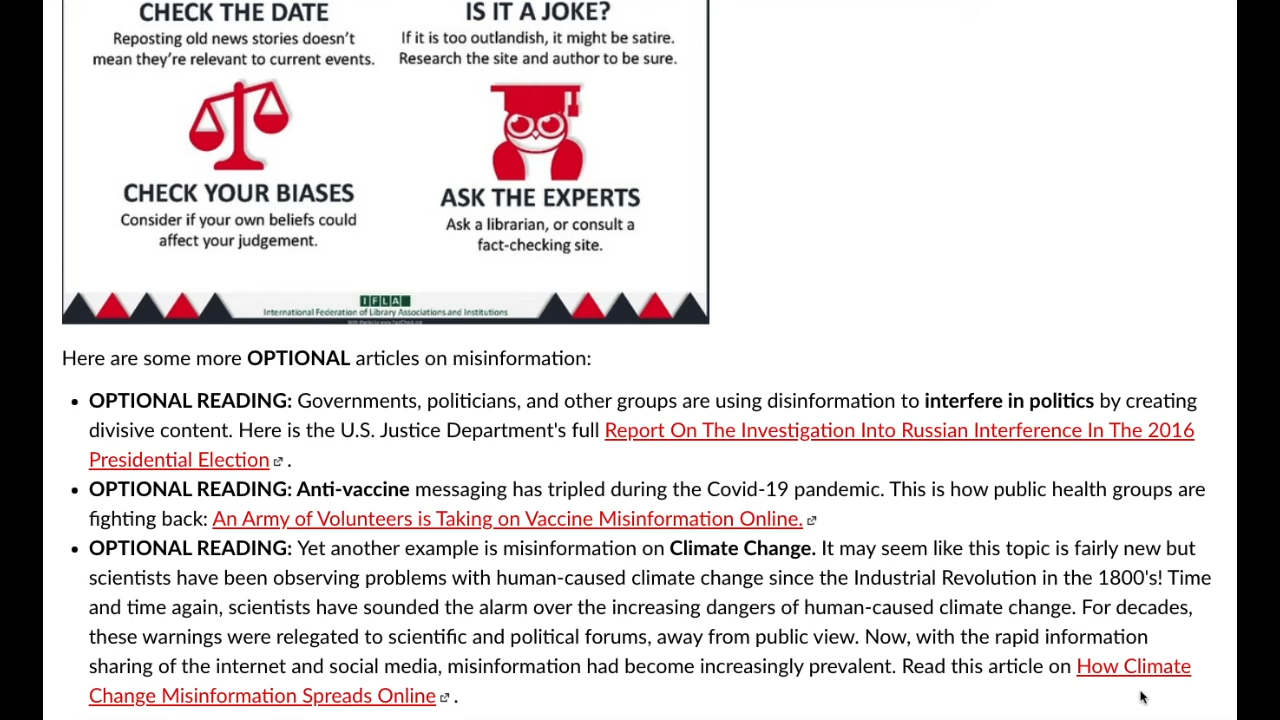 CHECK THE DATE
Reposting old news stories doesn't
mean they're relevant to current events.
IS IT A JOKE?
If it is too outlandish, it might be satire.
Research the site and author to be sure.
CHECK YOUR BIASES
Consider if your own beliefs could
affect your judgement.
ASK THE EXPERTS
Ask a librarian, or consult a
fact-checking site.
IFLA
International Federation of Library Associations and Institutions
With thanks to www.FactCheck.org
Here are some more OPTIONAL articles on misinformation:
• OPTIONAL READING: Governments, politicians, and other groups are using disinformation to interfere in politics by creating
divisive content. Here is the U.S. Justice Department's full Report On The Investigation Into Russian Interference In The 2016
Presidential Election .
• OPTIONAL READING: Anti-vaccine messaging has tripled during the Covid-19 pandemic. This is how public health groups are
fighting back: An Army of Volunteers is Taking on Vaccine Misinformation Online.
• OPTIONAL READING: Yet another example is misinformation on Climate Change. It may seem like this topic is fairly new but
scientists have been observing problems with human-caused climate change since the Industrial Revolution in the 1800's! Time
and time again, scientists have sounded the alarm over the increasing dangers of human-caused climate change. For decades,
these warnings were relegated to scientific and political forums, away from public view. Now, with the rapid information
sharing of the internet and social media, misinformation had become increasingly prevalent. Read this article on How Climate
Change Misinformation Spreads Online .